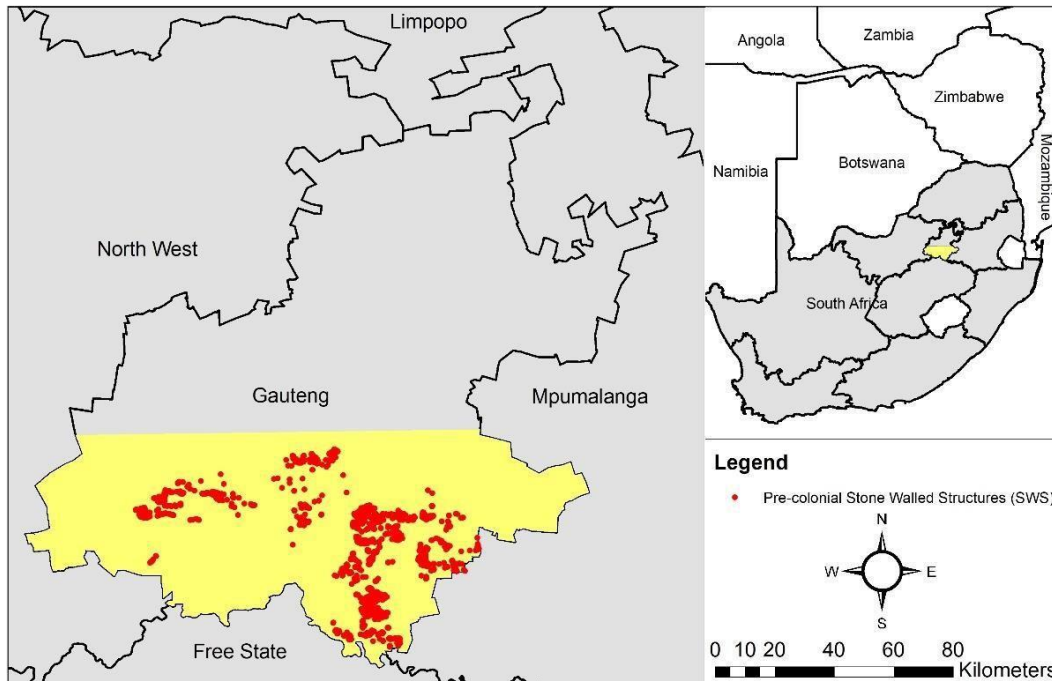 Limpopo
North West
Gauteng
Mpumalanga
Free State
Angola
Zambia
Zimbabwe
Mozambique
Namibia
Botswana
South Africa
Legend
Pre-colonial Stone Walled Structures (SWS)
N
W
E
S
0 10 20 40 60 80
Kilometers